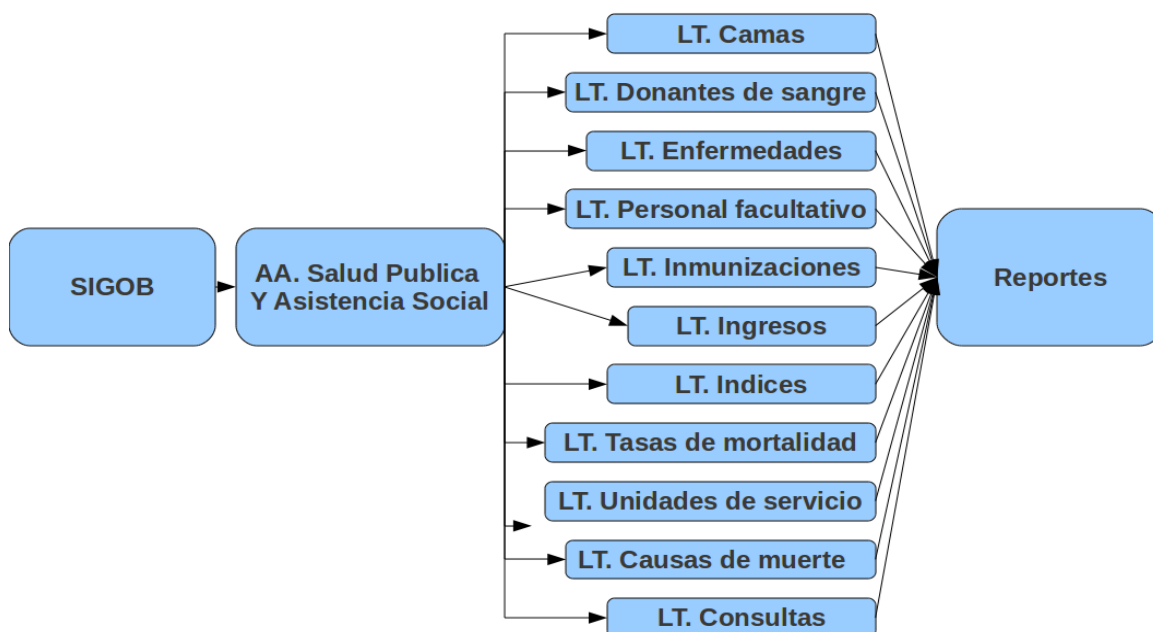 SIGOB
AA. Salud Publica
Y Asistencia Social
LT. Camas
LT. Donantes de sangre
LT. Enfermedades
LT. Personal facultativo
LT. Inmunizaciones
LT. Ingresos
LT. Indices
LT. Tasas de mortalidad
LT. Unidades de servicio
LT. Causas de muerte
LT. Consultas
Reportes